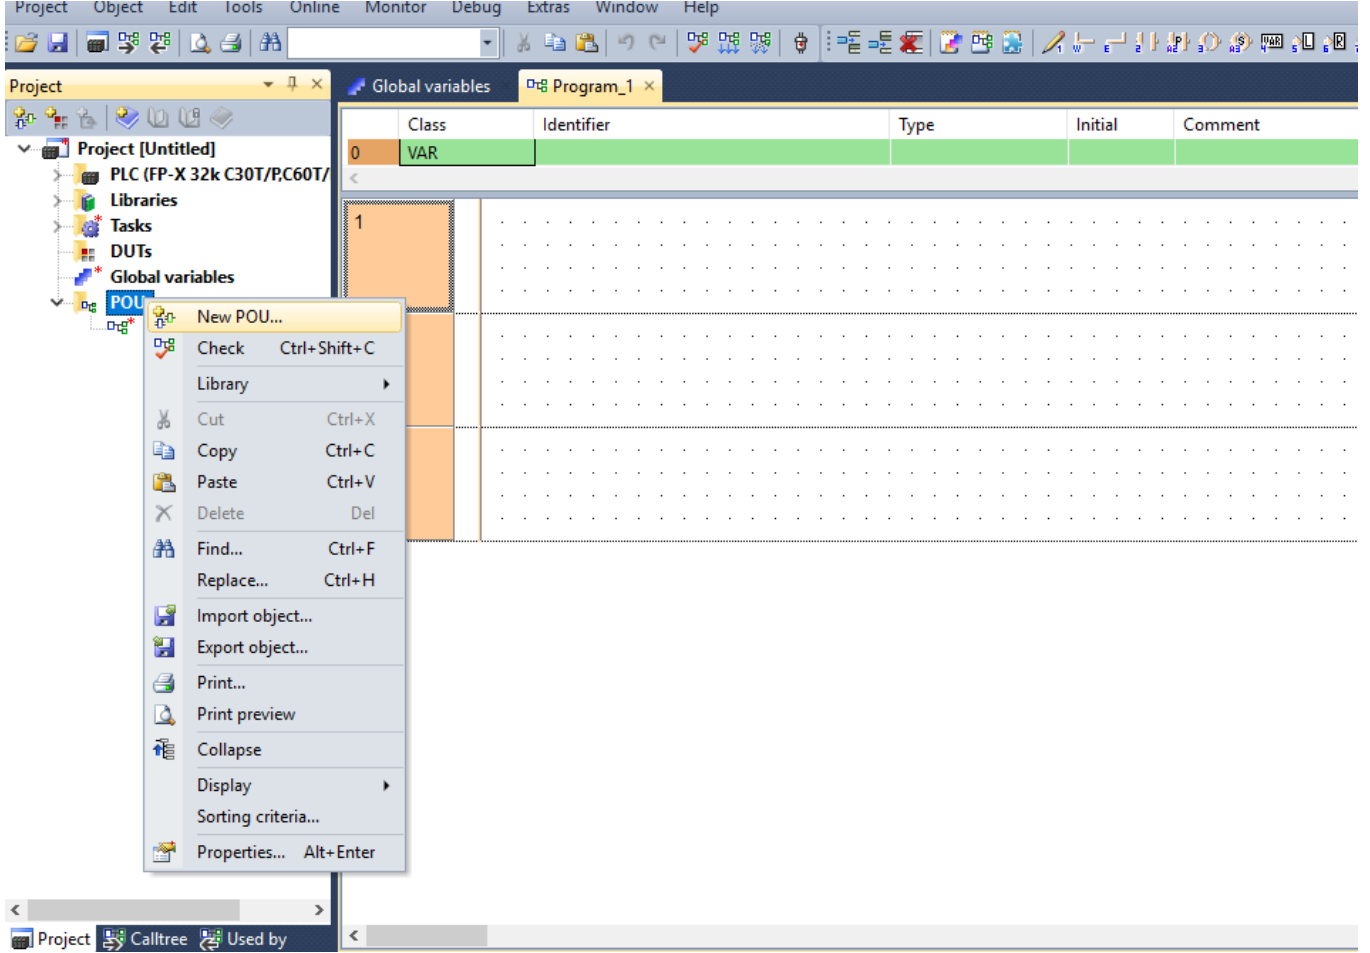 Project Object Edit Tools Online Monitor Debug Extras Window Help
Project
Global variables
Program_1
Class Identifier Type Initial Comment
0 VAR
Project [Untitled]
PLC (FP-X 32k C30T/P,C60T/
Libraries
Tasks
DUTs
Global variables
POU
1
New POU...
Check Ctrl+Shift+C
Library
Cut Ctrl+X
Copy Ctrl+C
Paste Ctrl+V
Delete Del
Find... Ctrl+F
Replace... Ctrl+H
Import object...
Export object...
Print...
Print preview
Collapse
Display
Sorting criteria...
Properties... Alt+Enter
Project Calltree Used by